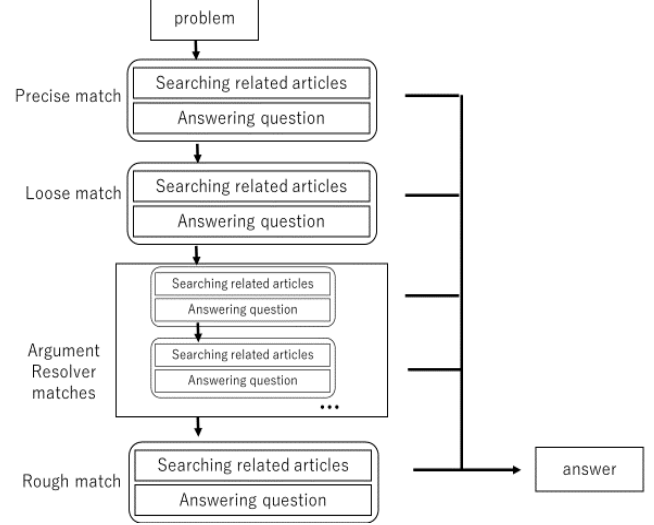 problem
Precise match
Searching related articles
Answering question
Loose match
Searching related articles
Answering question
Searching related articles
Answering question
Argument
Resolver
matches
Searching related articles
Answering question
...
Rough match
Searching related articles
Answering question
answer